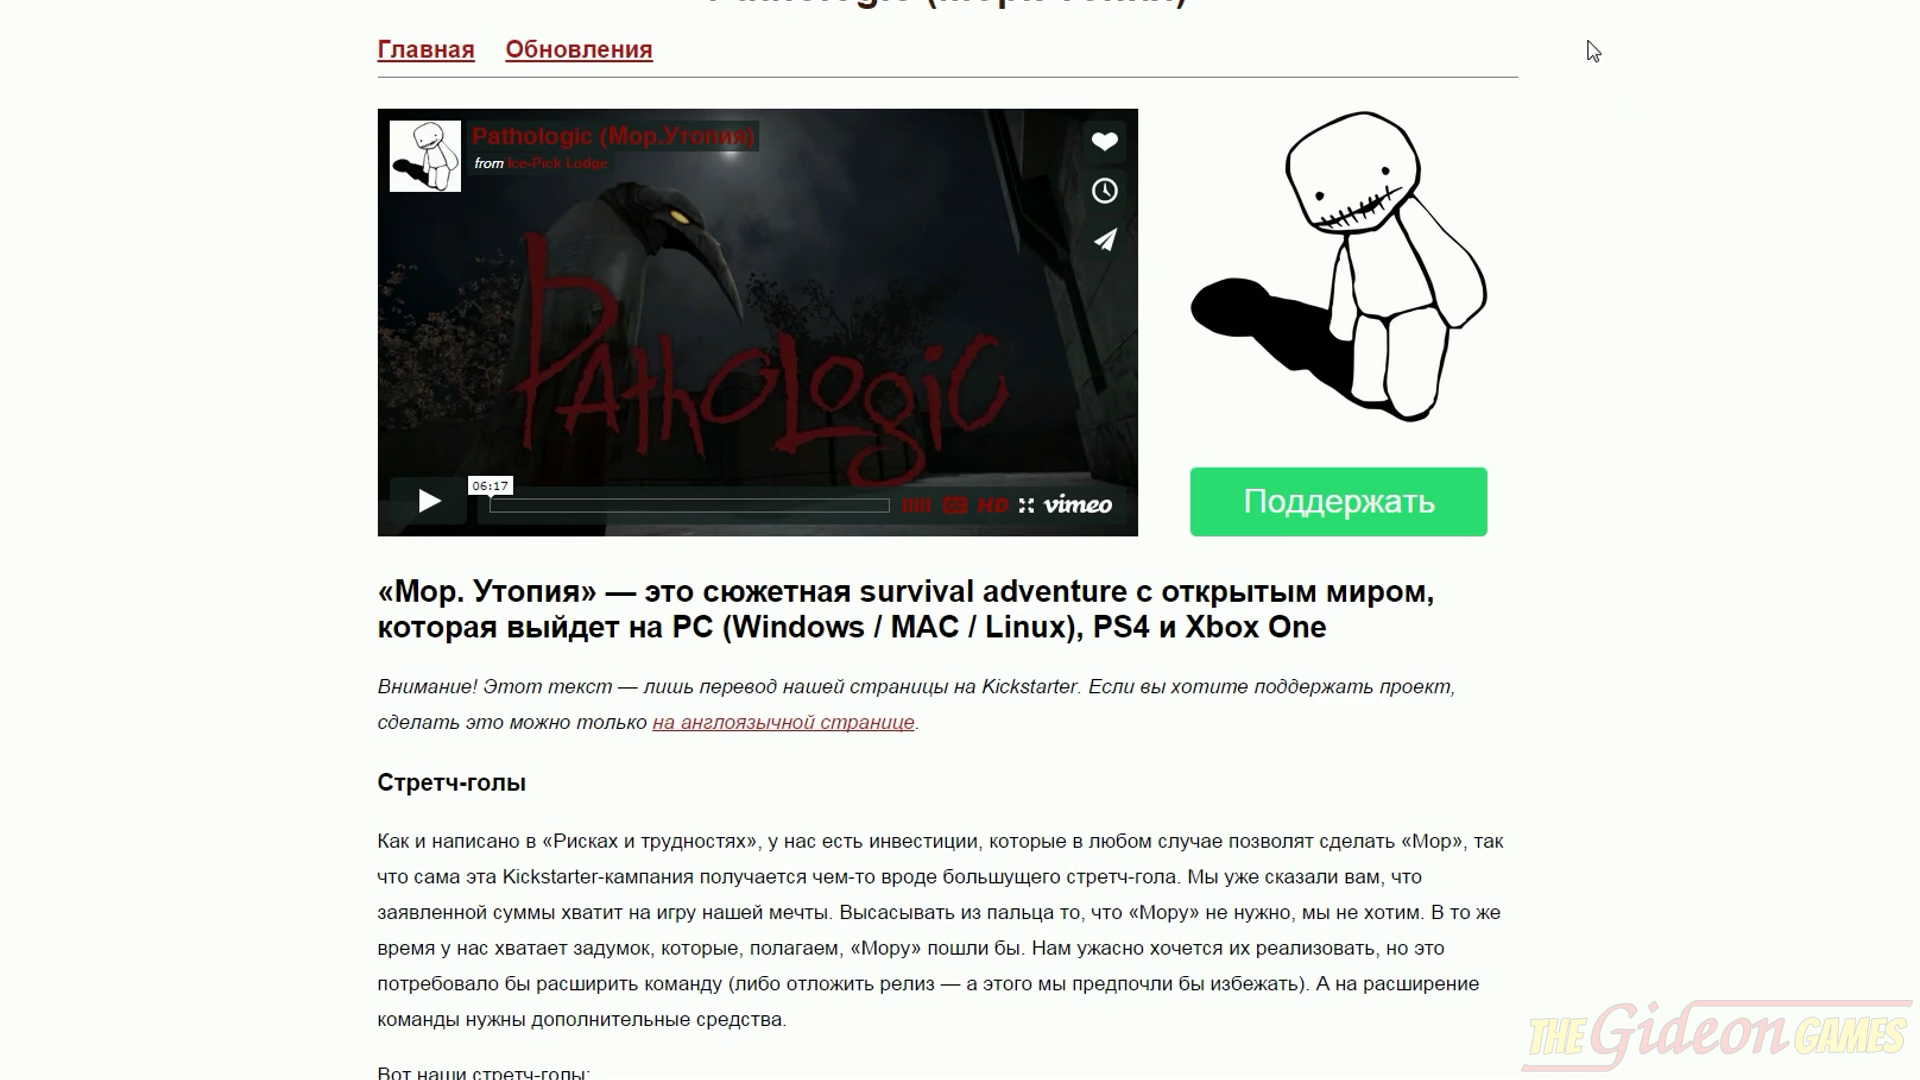 Pathologic (Мор.Утопия)
Главная Обновления
Pathologic (Мор.Утопия)
from Ice-Pick Lodge
PAthologic
06:17
CC HD vimeo
Поддержать
«Мор. Утопия» — это сюжетная survival adventure с открытым миром,
которая выйдет на PC (Windows / MAC / Linux), PS4 и Xbox One
Внимание! Этот текст — лишь перевод нашей страницы на Kickstarter. Если вы хотите поддержать проект,
сделать это можно только на англоязычной странице.
Стретч-голы
Как и написано в «Рисках и трудностях», у нас есть инвестиции, которые в любом случае позволят сделать «Мор», так
что сама эта Kickstarter-кампания получается чем-то вроде большущего стретч-гола. Мы уже сказали вам, что
заявленной суммы хватит на игру нашей мечты. Высасывать из пальца то, что «Мору» не нужно, мы не хотим. В то же
время у нас хватает задумок, которые, полагаем, «Мору» пошли бы. Нам ужасно хочется их реализовать, но это
потребовало бы расширить команду (либо отложить релиз — а этого мы предпочли бы избежать). А на расширение
команды нужны дополнительные средства.
Вот наши стретч-голы:
THE Gideon GAMES